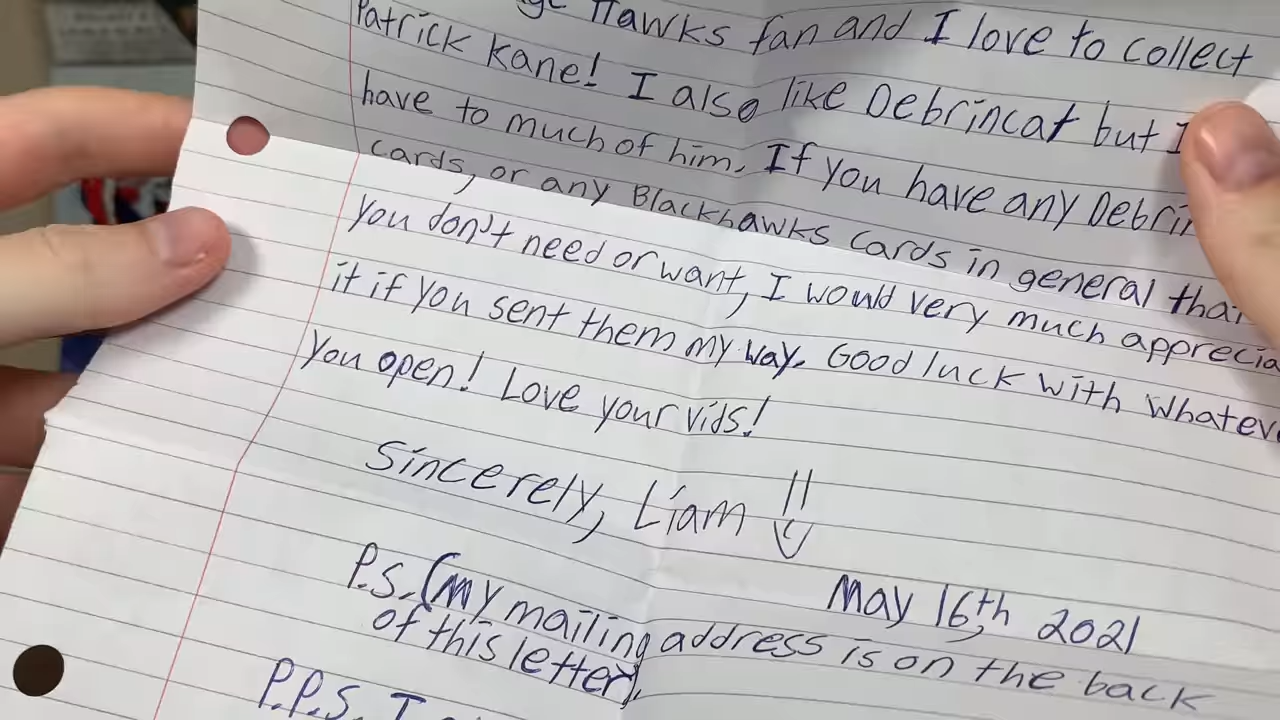 Hawks fan and I love to collect
Patrick Kane! I also like Debrincat but I
have to much of him. If you have any Debrin
cards, or any Blackhawks cards in general that
you don't need or want, I would very much apprecia
it if you sent them my way. Good luck with whatev
you open! Love your vids!
Sincerely, Liam
May 16th, 2021
P.S. (my mailing address is on the back
of this letter).
P.P.S. I